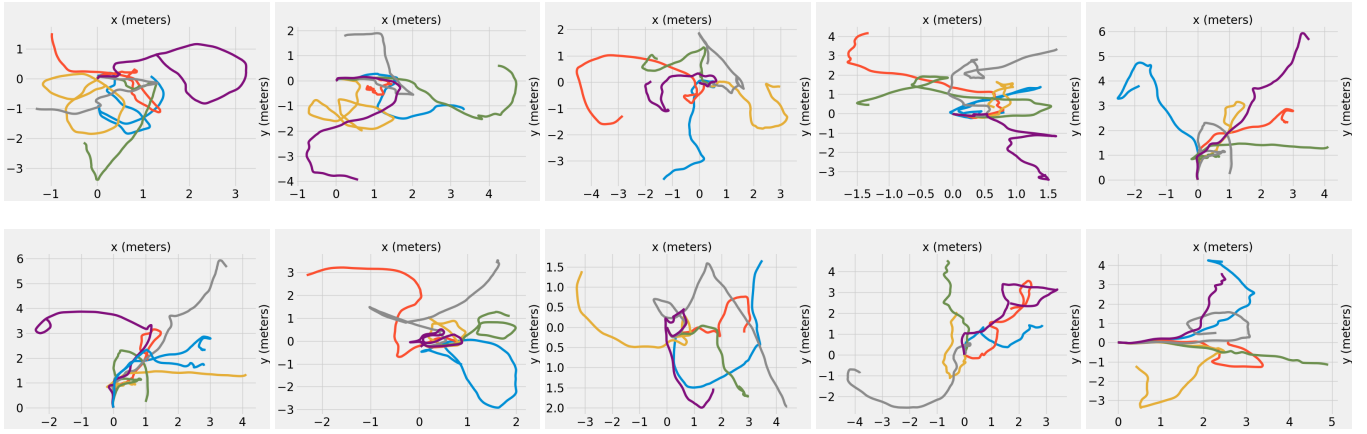 x (meters)
1
0
−1
−2
−3
−1 0 1 2 3
y (meters)
x (meters)
2
1
0
−1
−2
−3
−4
−1 0 1 2 3 4
y (meters)
x (meters)
2
1
0
−1
−2
−3
−4 −3 −2 −1 0 1 2 3
y (meters)
x (meters)
4
3
2
1
0
−1
−2
−3
−1.5 −1.0 −0.5 0.0 0.5 1.0 1.5
y (meters)
x (meters)
6
5
4
3
2
1
0
−2 −1 0 1 2 3 4
y (meters)
x (meters)
6
5
4
3
2
1
0
−2 −1 0 1 2 3 4
y (meters)
x (meters)
3
2
1
0
−1
−2
−3
−2 −1 0 1 2
y (meters)
x (meters)
1.5
1.0
0.5
0.0
0.5
1.0
1.5
2.0
−3 −2 −1 0 1 2 3 4
y (meters)
x (meters)
4
3
2
1
0
−1
−2
−4 −3 −2 −1 0 1 2 3
y (meters)
x (meters)
4
3
2
1
0
−1
−2
−3
0 1 2 3 4 5
y (meters)